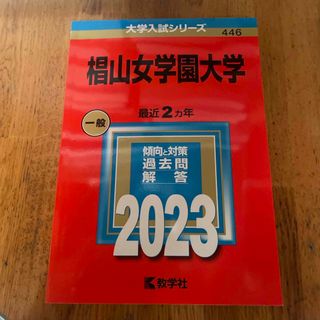 大学入試シリーズ
446
椙山女学園大学
最近2カ年
一般
傾向と対策
過去問
解答
2023
教学社